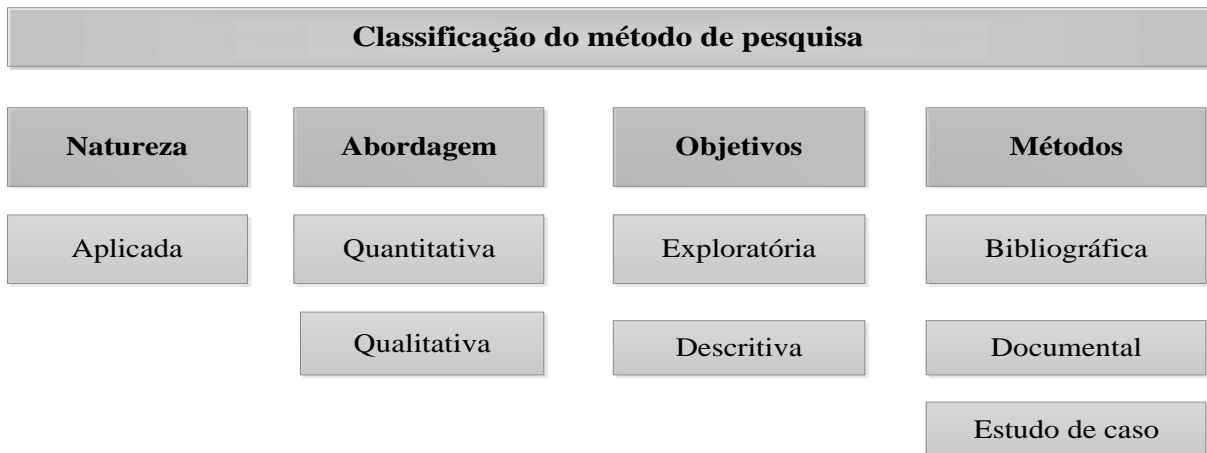 Classificação do método de pesquisa
Natureza Abordagem Objetivos Métodos
Aplicada Quantitativa Exploratória Bibliográfica
Qualitativa Descritiva Documental
Estudo de caso